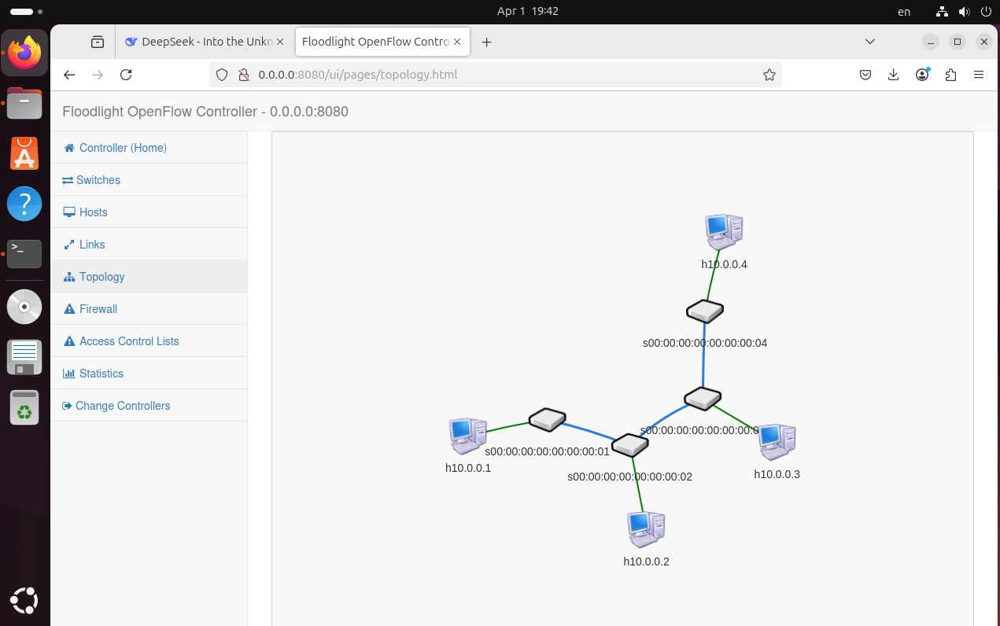 Apr 1 19:42
en
DeepSeek - Into the Unkn
Floodlight OpenFlow Contro
0.0.0.0:8080/ui/pages/topology.html
Floodlight OpenFlow Controller - 0.0.0.0:8080
Controller (Home)
Switches
Hosts
Links
Topology
Firewall
Access Control Lists
Statistics
Change Controllers
h10.0.0.4
s00:00:00:00:00:00:00:04
s00:00:00:00:00:00:00:0
s00:00:00:00:00:00:00:01
h10.0.0.1
h10.0.0.3
s00:00:00:00:00:00:00:02
h10.0.0.2